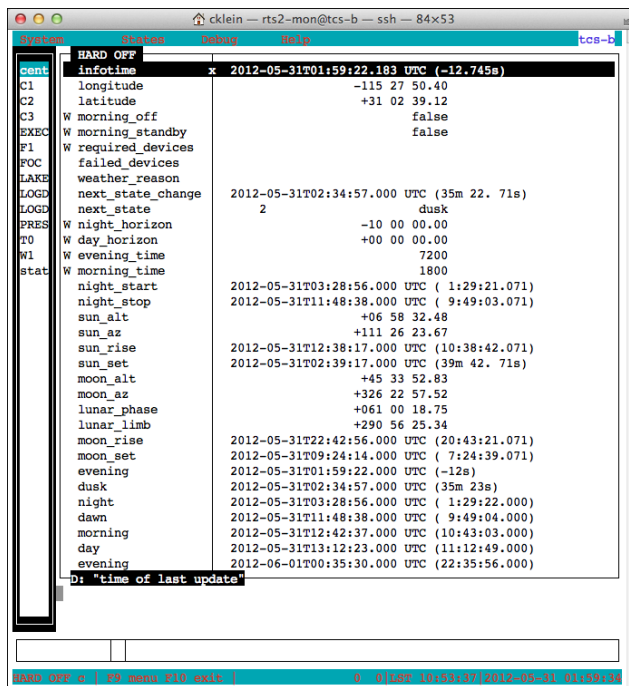 cklein — rts2-mon@tcs-b — ssh — 84×53
System States Debug Help tcs-b
HARD OFF
cent infotime x 2012-05-31T01:59:22.183 UTC (-12.745s)
C1 longitude -115 27 50.40
C2 latitude +31 02 39.12
C3 W morning_off false
EXEC W morning_standby false
F1 W required_devices
FOC failed_devices
LAKE weather_reason
LOGD next_state_change 2012-05-31T02:34:57.000 UTC (35m 22. 71s)
LOGD next_state 2 dusk
PRES W night_horizon -10 00 00.00
T0 W day_horizon +00 00 00.00
W1 W evening_time 7200
stat W morning_time 1800
night_start 2012-05-31T03:28:56.000 UTC ( 1:29:21.071)
night_stop 2012-05-31T11:48:38.000 UTC ( 9:49:03.071)
sun_alt +06 58 32.48
sun_az +111 26 23.67
sun_rise 2012-05-31T12:38:17.000 UTC (10:38:42.071)
sun_set 2012-05-31T02:39:17.000 UTC (39m 42. 71s)
moon_alt +45 33 52.83
moon_az +326 22 57.52
lunar_phase +061 00 18.75
lunar_limb +290 56 25.34
moon_rise 2012-05-31T22:42:56.000 UTC (20:43:21.071)
moon_set 2012-05-31T09:24:14.000 UTC ( 7:24:39.071)
evening 2012-05-31T01:59:22.000 UTC (-12s)
dusk 2012-05-31T02:34:57.000 UTC (35m 23s)
night 2012-05-31T03:28:56.000 UTC ( 1:29:22.000)
dawn 2012-05-31T11:48:38.000 UTC ( 9:49:04.000)
morning 2012-05-31T12:42:37.000 UTC (10:43:03.000)
day 2012-05-31T13:12:23.000 UTC (11:12:49.000)
evening 2012-06-01T00:35:30.000 UTC (22:35:56.000)
D: "time of last update"
HARD OFF c | F9 menu F10 exit | 0 0|LST 10:53:37|2012-05-31 01:59:34